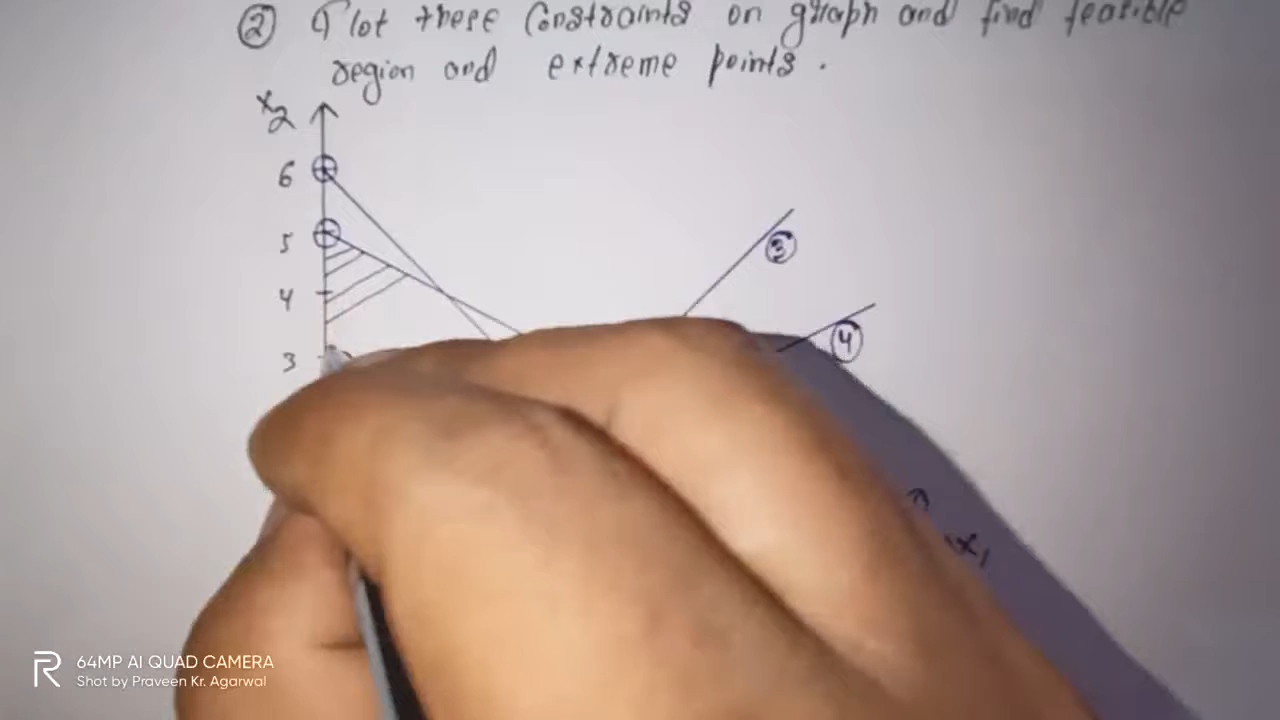 ② Plot these Constraints on graph and find feasible
region and extreme points.
x2
6
5
③
4
④
3
x1
64MP AI QUAD CAMERA
Shot by Praveen Kr. Agarwal